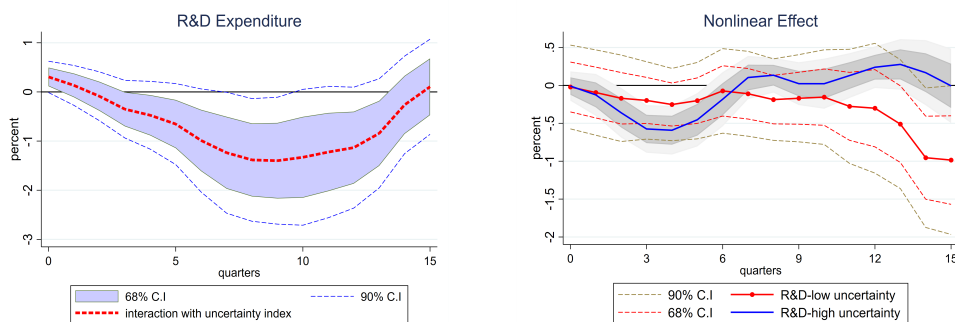 R&D Expenditure
percent
1
0
-1
-2
-3
0 5 10 15
quarters
68% C.I 90% C.I
interaction with uncertainty index
Nonlinear Effect
percent
.5
0
-.5
-1
-1.5
-2
0 3 6 9 12 15
quarters
90% C.I R&D-low uncertainty
68% C.I R&D-high uncertainty